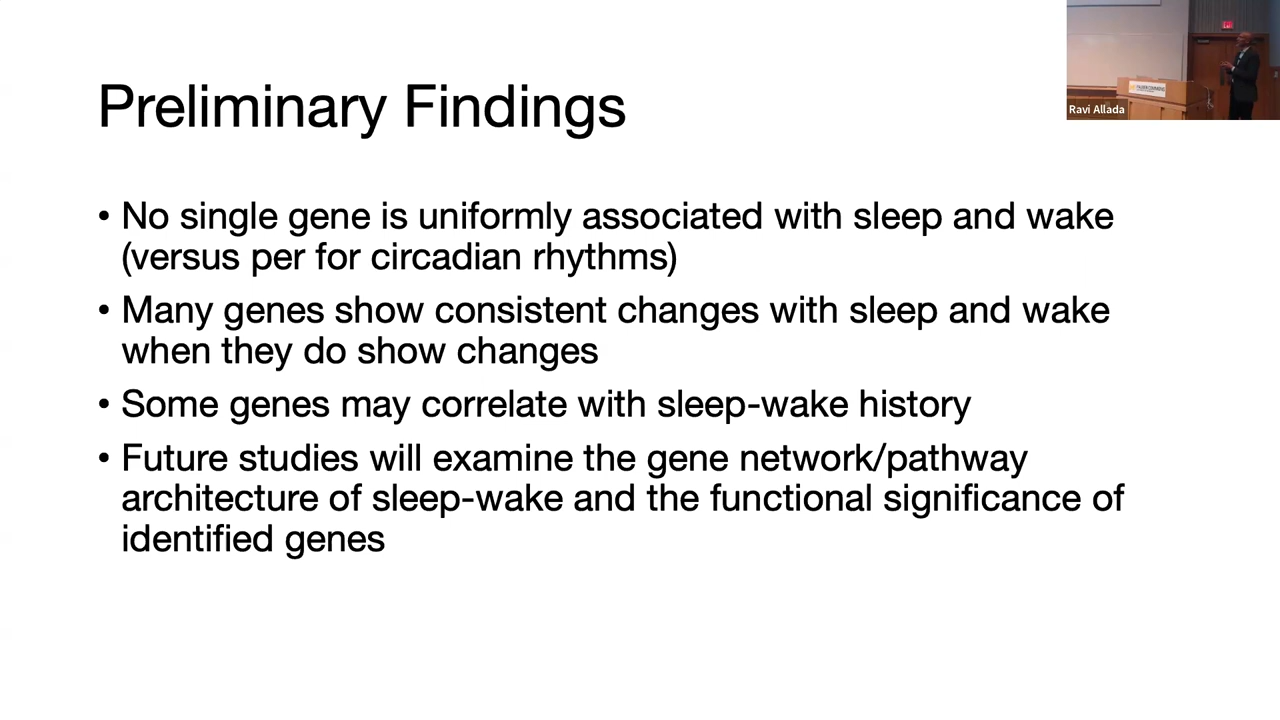 Preliminary Findings
Ravi Allada
• No single gene is uniformly associated with sleep and wake
(versus per for circadian rhythms)
• Many genes show consistent changes with sleep and wake
when they do show changes
• Some genes may correlate with sleep-wake history
• Future studies will examine the gene network/pathway
architecture of sleep-wake and the functional significance of
identified genes